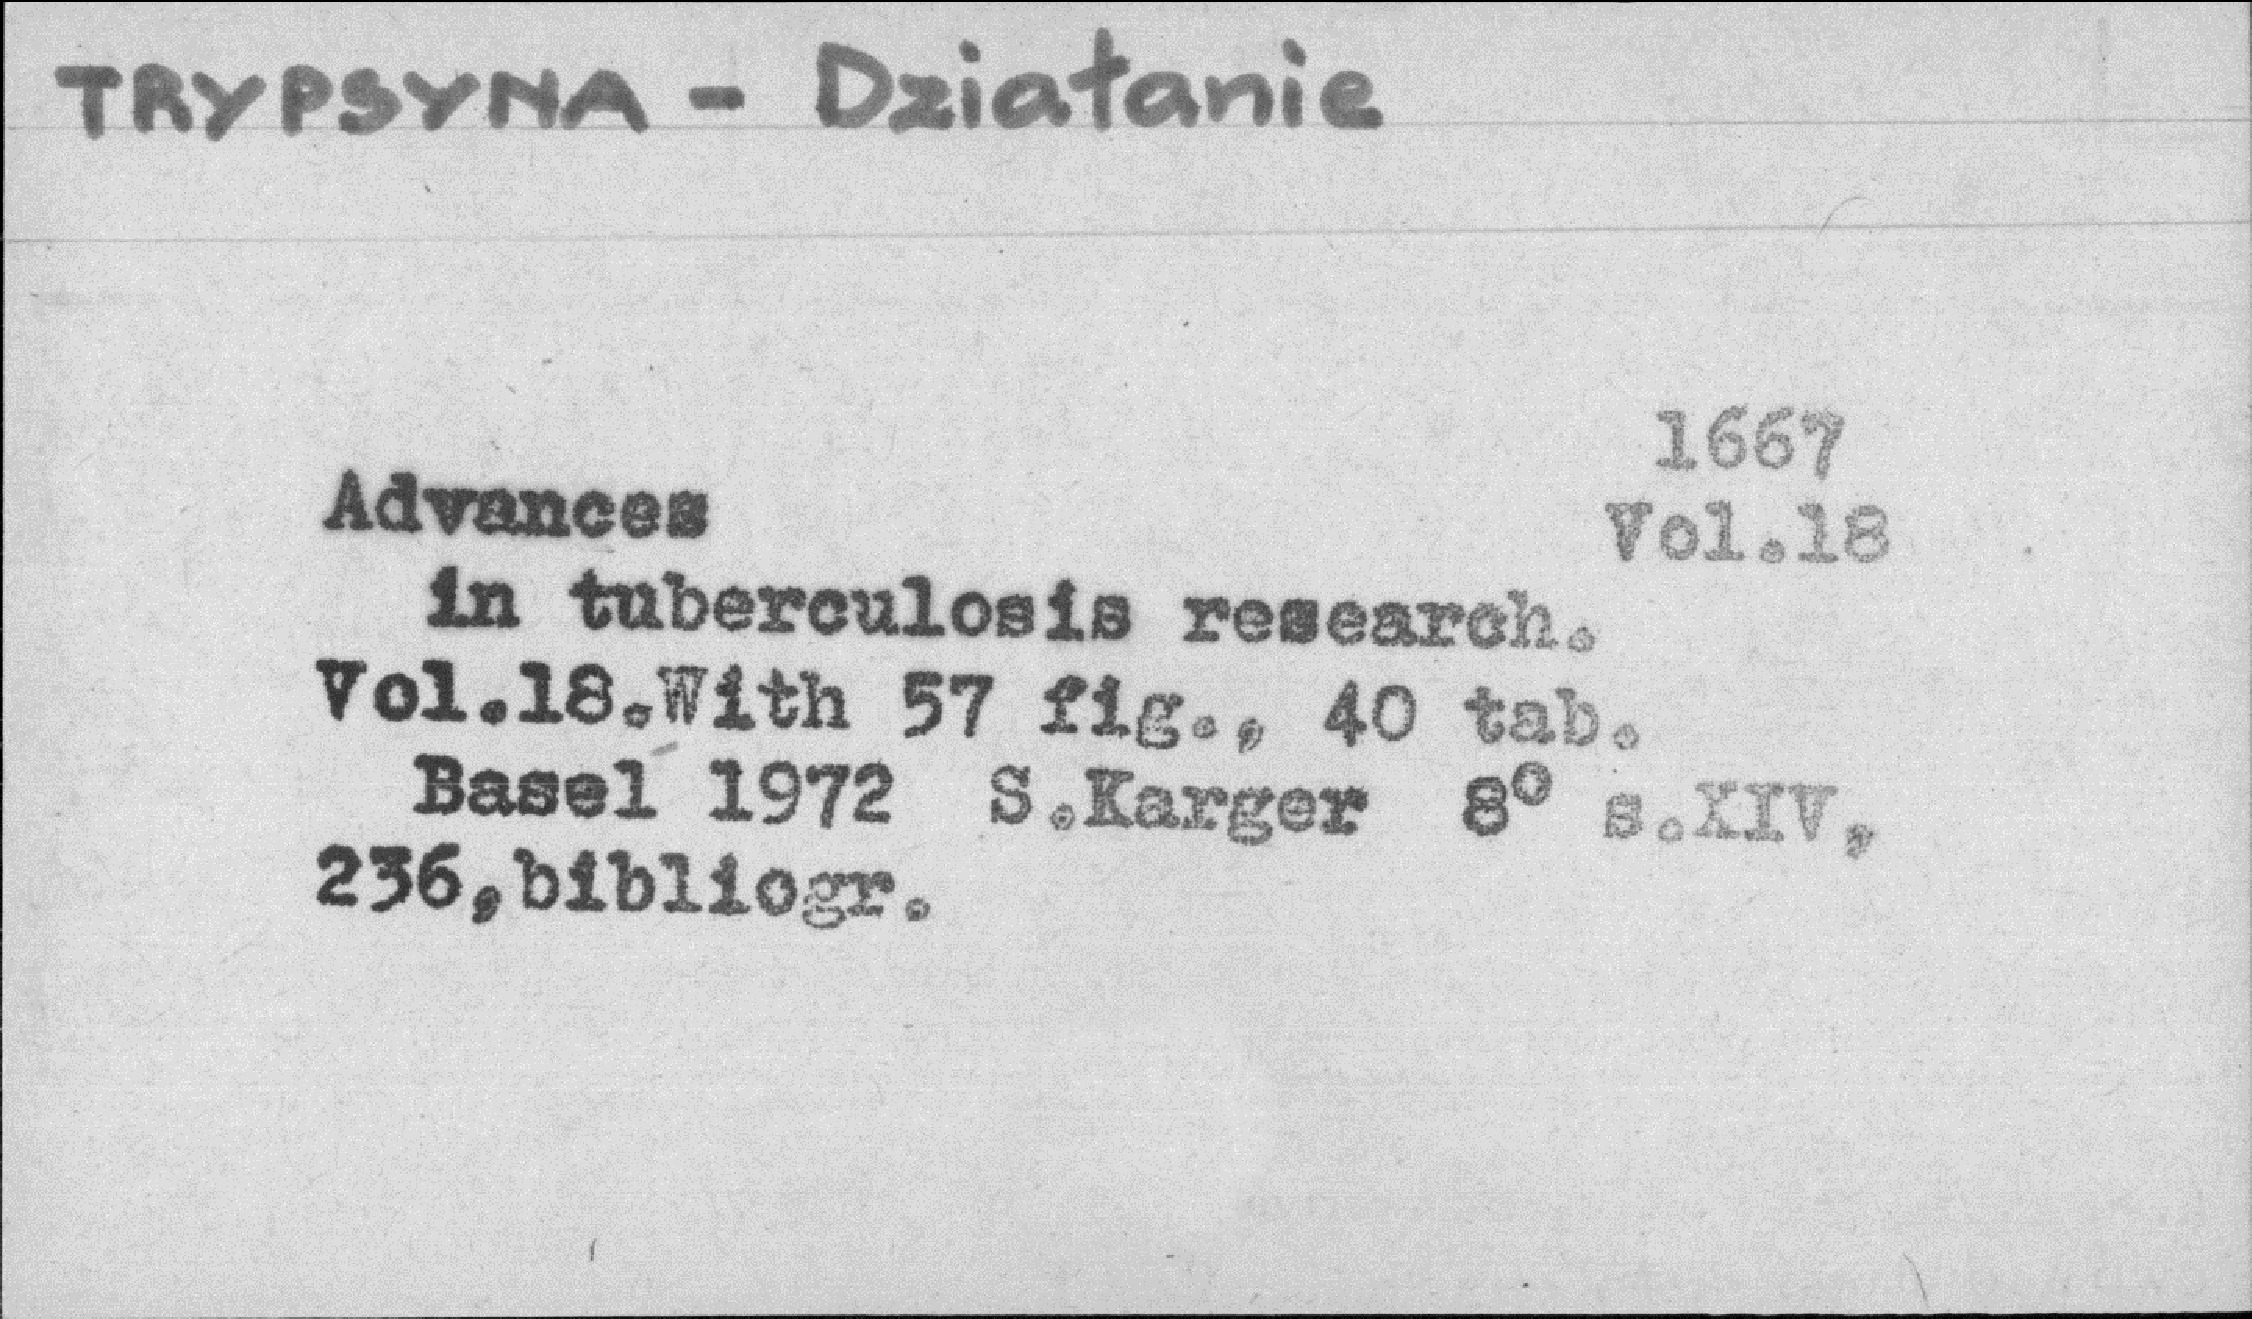 TRYPSYNA - Działanie
1667
Advances
Vol.18
in tuberculosis research.
Vol.18.With 57 fig., 40 tab.
Basel 1972 S.Karger 8° s.XIV,
236,bibliogr.